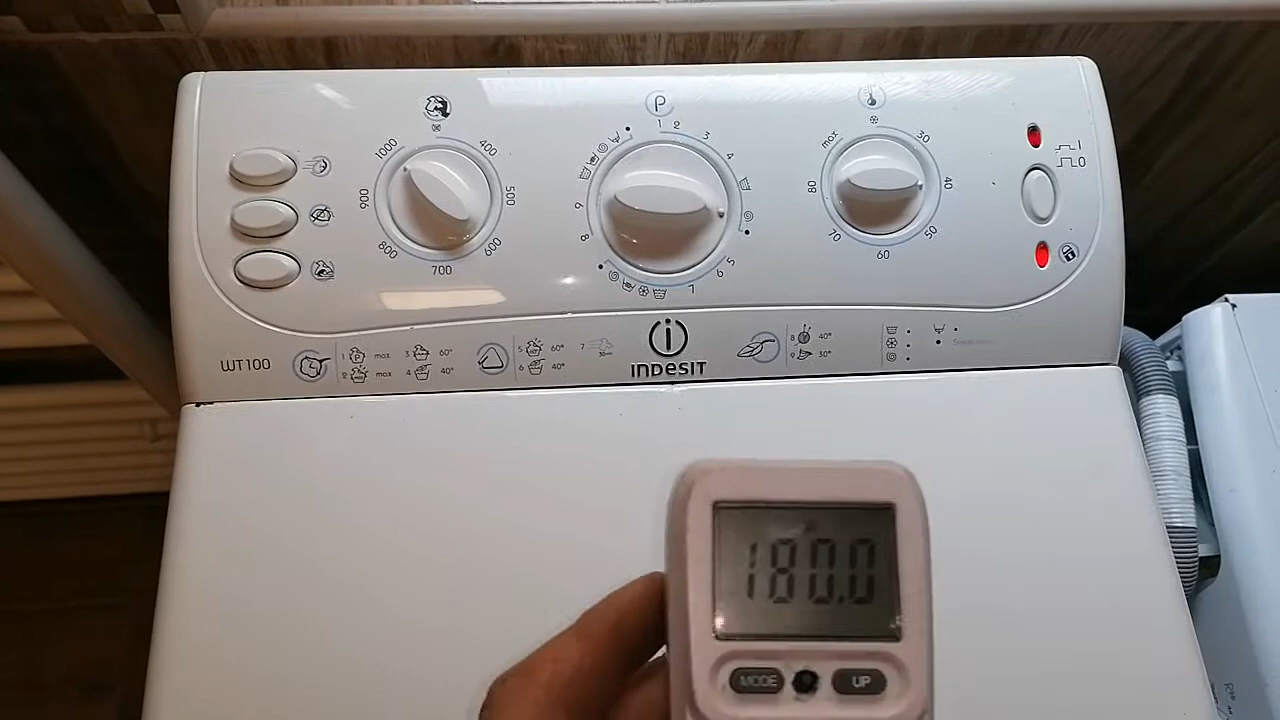 P
1000 400
900 500
800 600
700
1 2 3 4
5
6
7
8
9
max 30
80 40
70 50
60
1
0
WT100
1 P max 3 60°
2 max 4 40°
5 60° 7
30 min
6 40°
8 40°
9 30°
i
INDESIT
180.0
MODE UP